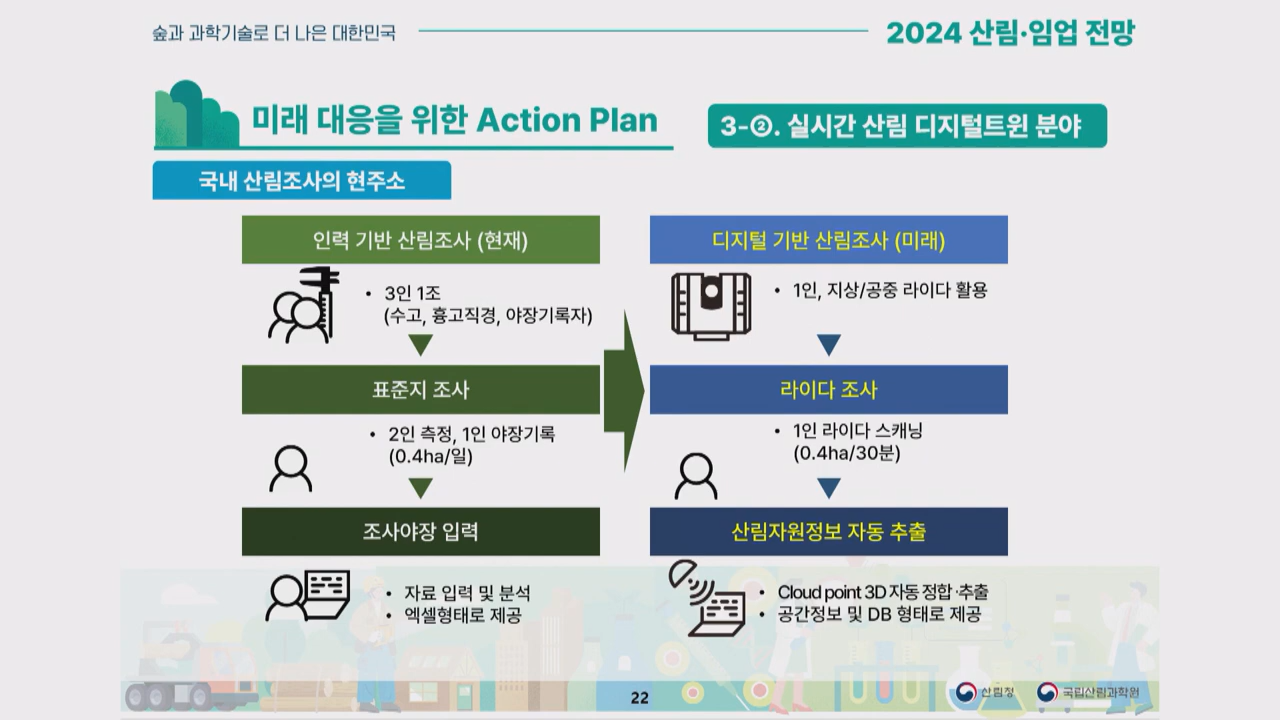 숲과 과학기술로 더 나은 대한민국
2024 산림·임업 전망
미래 대응을 위한 Action Plan
3-②. 실시간 산림 디지털트윈 분야
국내 산림조사의 현주소
인력 기반 산림조사 (현재)
• 3인 1조
(수고, 흉고직경, 야장기록자)
표준지 조사
• 2인 측정, 1인 야장기록
(0.4ha/일)
조사야장 입력
• 자료 입력 및 분석
• 엑셀형태로 제공
디지털 기반 산림조사 (미래)
• 1인, 지상/공중 라이다 활용
라이다 조사
• 1인 라이다 스캐닝
(0.4ha/30분)
산림자원정보 자동 추출
• Cloud point 3D 자동 정합·추출
• 공간정보 및 DB 형태로 제공
22
산림청
국립산림과학원